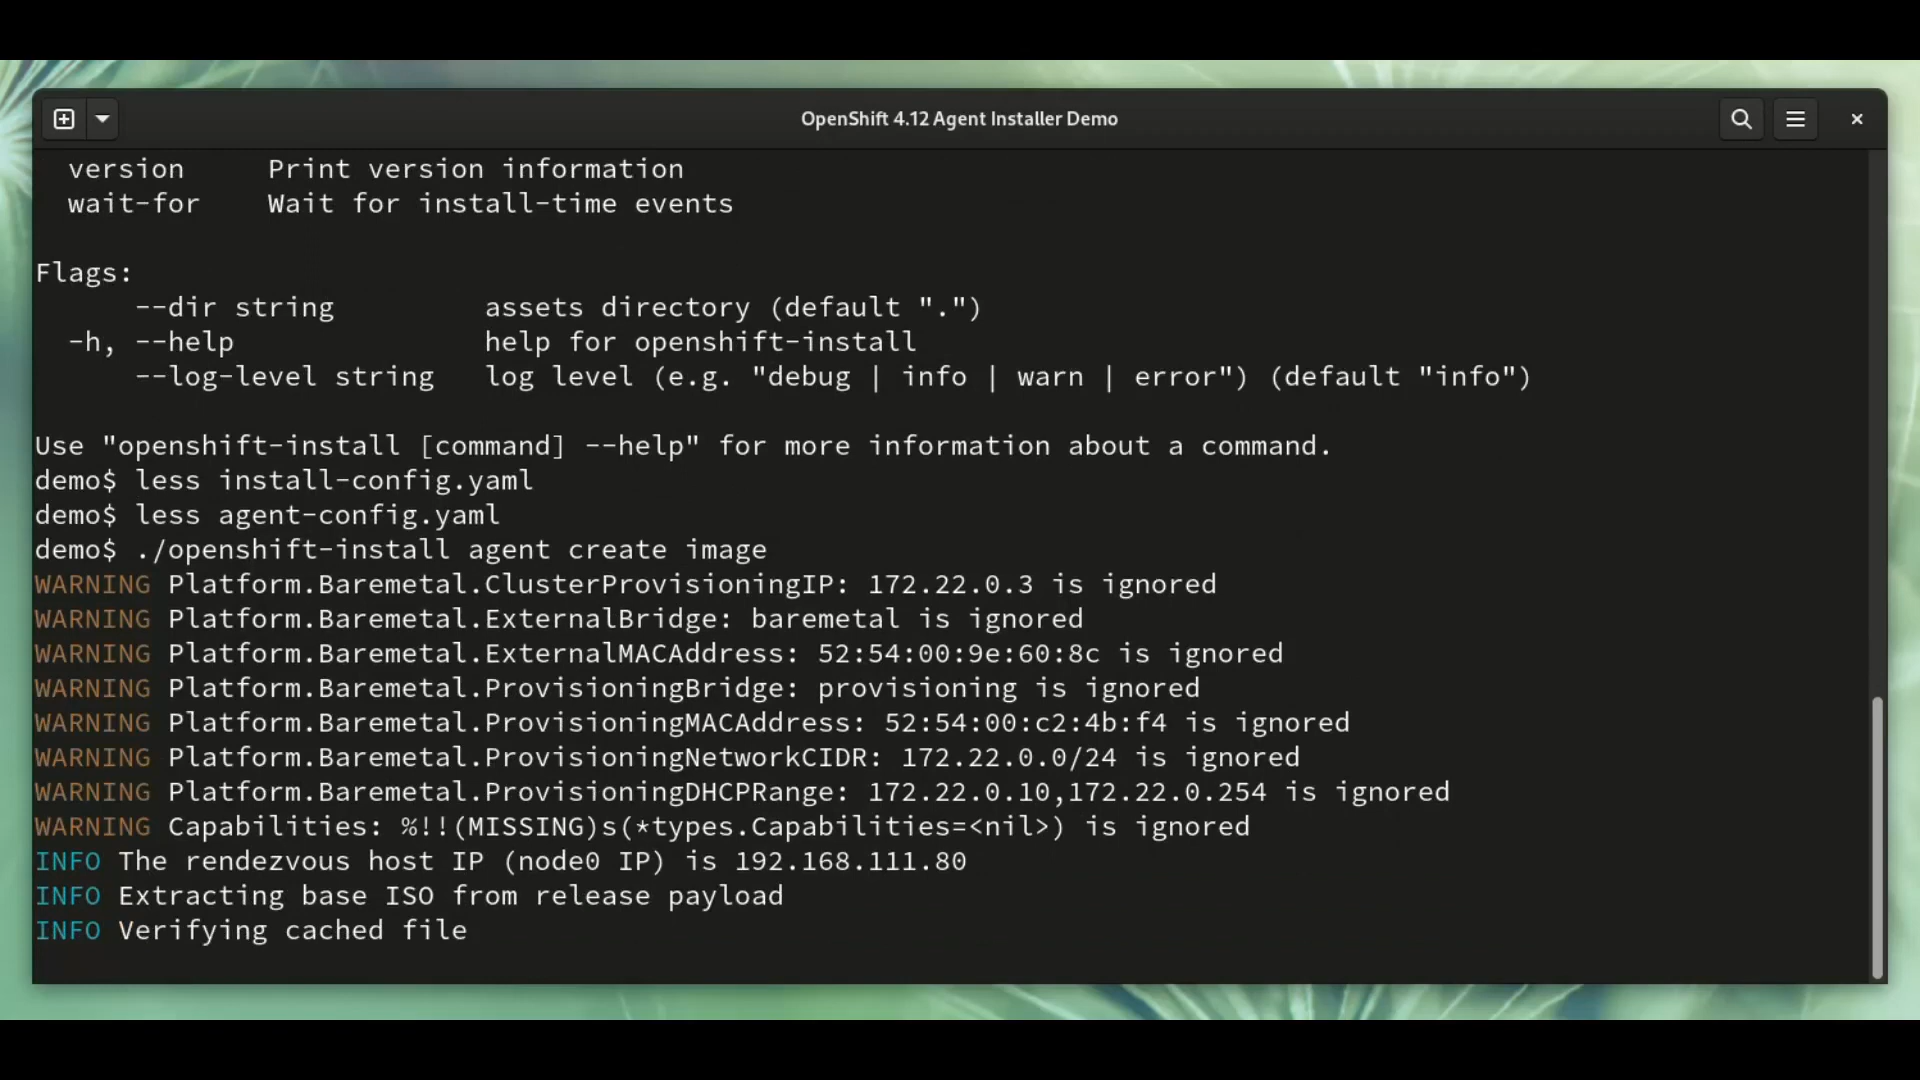 OpenShift 4.12 Agent Installer Demo
version     Print version information
wait-for    Wait for install-time events
Flags:
--dir string         assets directory (default ".")
-h, --help               help for openshift-install
--log-level string   log level (e.g. "debug | info | warn | error") (default "info")
Use "openshift-install [command] --help" for more information about a command.
demo$ less install-config.yaml
demo$ less agent-config.yaml
demo$ ./openshift-install agent create image
WARNING Platform.Baremetal.ClusterProvisioningIP: 172.22.0.3 is ignored
WARNING Platform.Baremetal.ExternalBridge: baremetal is ignored
WARNING Platform.Baremetal.ExternalMACAddress: 52:54:00:9e:60:8c is ignored
WARNING Platform.Baremetal.ProvisioningBridge: provisioning is ignored
WARNING Platform.Baremetal.ProvisioningMACAddress: 52:54:00:c2:4b:f4 is ignored
WARNING Platform.Baremetal.ProvisioningNetworkCIDR: 172.22.0.0/24 is ignored
WARNING Platform.Baremetal.ProvisioningDHCPRange: 172.22.0.10,172.22.0.254 is ignored
WARNING Capabilities: %!!(MISSING)s(*types.Capabilities=<nil>) is ignored
INFO The rendezvous host IP (node0 IP) is 192.168.111.80
INFO Extracting base ISO from release payload
INFO Verifying cached file